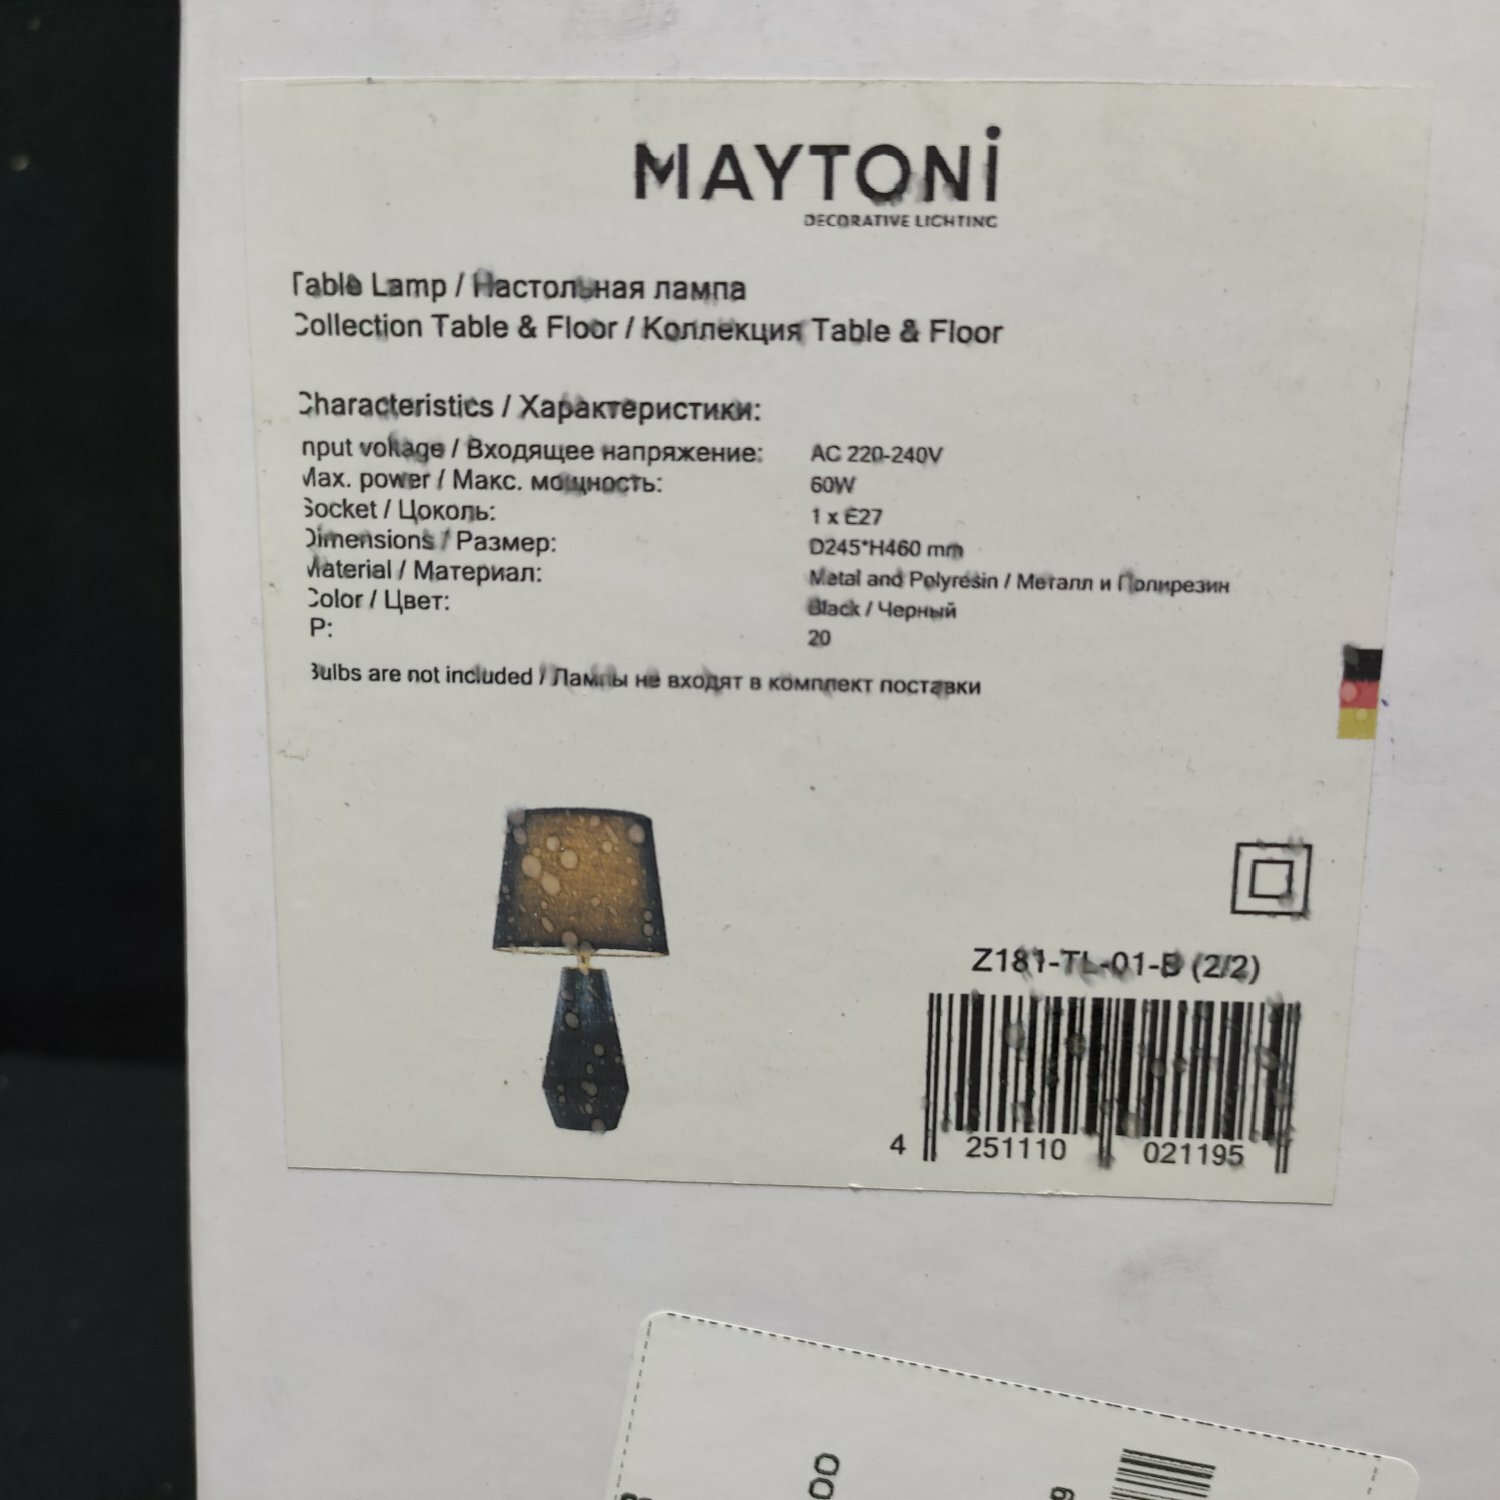 MAYTONi
DECORATIVE LIGHTING
Table Lamp / Настольная лампа
Collection Table & Floor / Коллекция Table & Floor
Characteristics / Характеристики:
nput voltage / Входящее напряжение: AC 220-240V
Max. power / Макс. мощность: 60W
Socket / Цоколь: 1 x E27
Dimensions / Размер: D245*H460 mm
Material / Материал: Metal and Polyresin / Металл и Полирезин
Color / Цвет: Black / Черный
P: 20
Bulbs are not included / Лампы не входят в комплект поставки
Z181-TL-01-B (2/2)
4 251110 021195